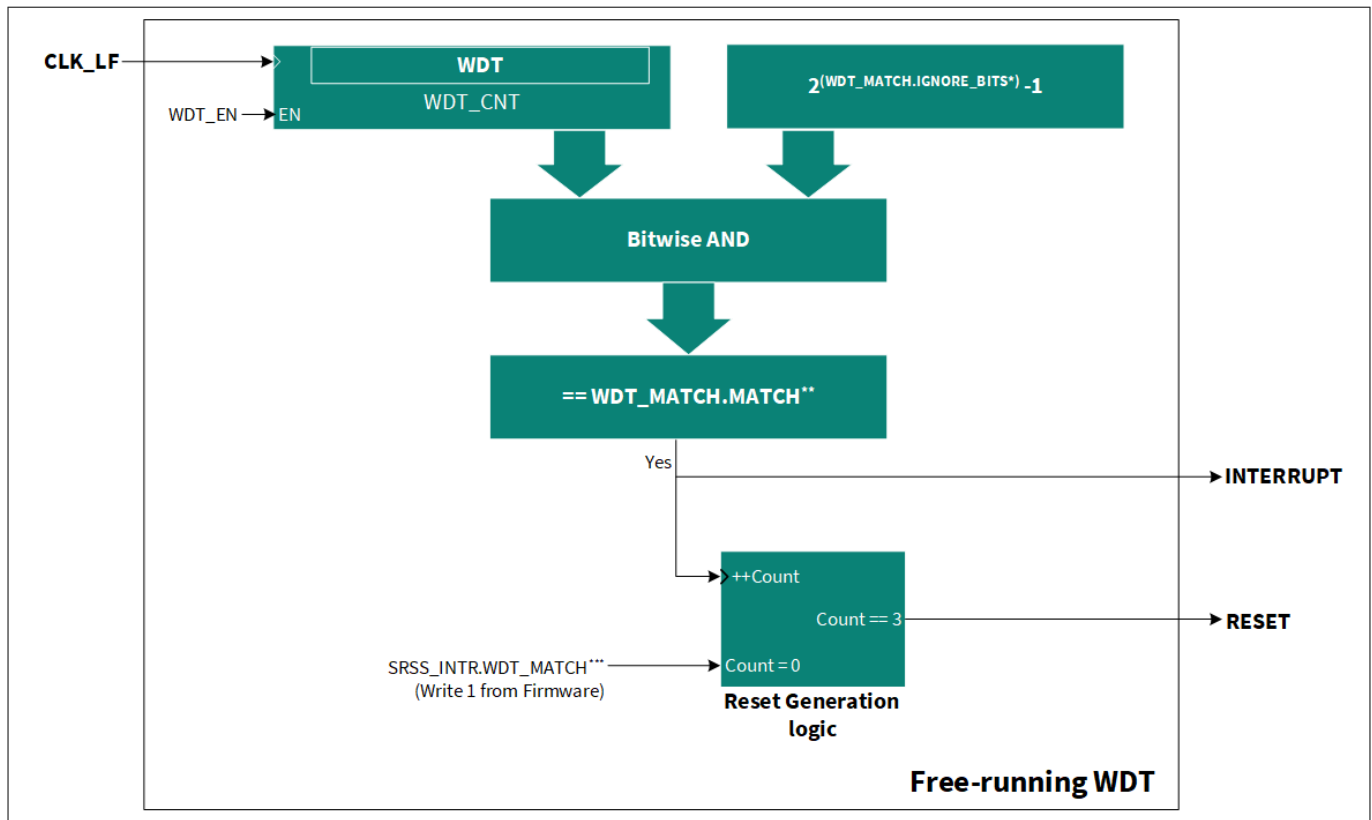 CLK_LF
WDT
WDT_CNT
WDT_EN
EN
2(WDT_MATCH.IGNORE_BITS*) -1
Bitwise AND
== WDT_MATCH.MATCH**
Yes
INTERRUPT
++Count
Count == 3
RESET
SRSS_INTR.WDT_MATCH***
(Write 1 from Firmware)
Count = 0
Reset Generation
logic
Free-running WDT